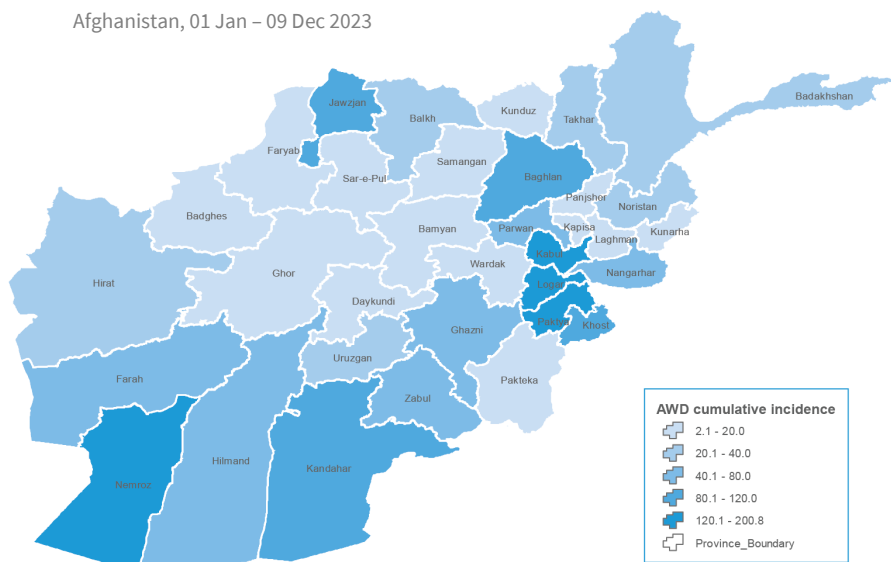 Afghanistan, 01 Jan – 09 Dec 2023
Badakhshan
Jawzjan
Kunduz
Balkh
Takhar
Faryab
Samangan
Sar-e-Pul
Baghlan
Panjshor
Noristan
Badghes
Bamyan
Parwan
Kapisa
Kunarha
Laghman
Kabul
Hirat
Ghor
Wardak
Nangarhar
Logar
Daykundi
Paktya
Khost
Ghazni
Uruzgan
Farah
Pakteka
Zabul
Hilmand
Kandahar
Nemroz
AWD cumulative incidence
2.1 - 20.0
20.1 - 40.0
40.1 - 80.0
80.1 - 120.0
120.1 - 200.8
Province_Boundary